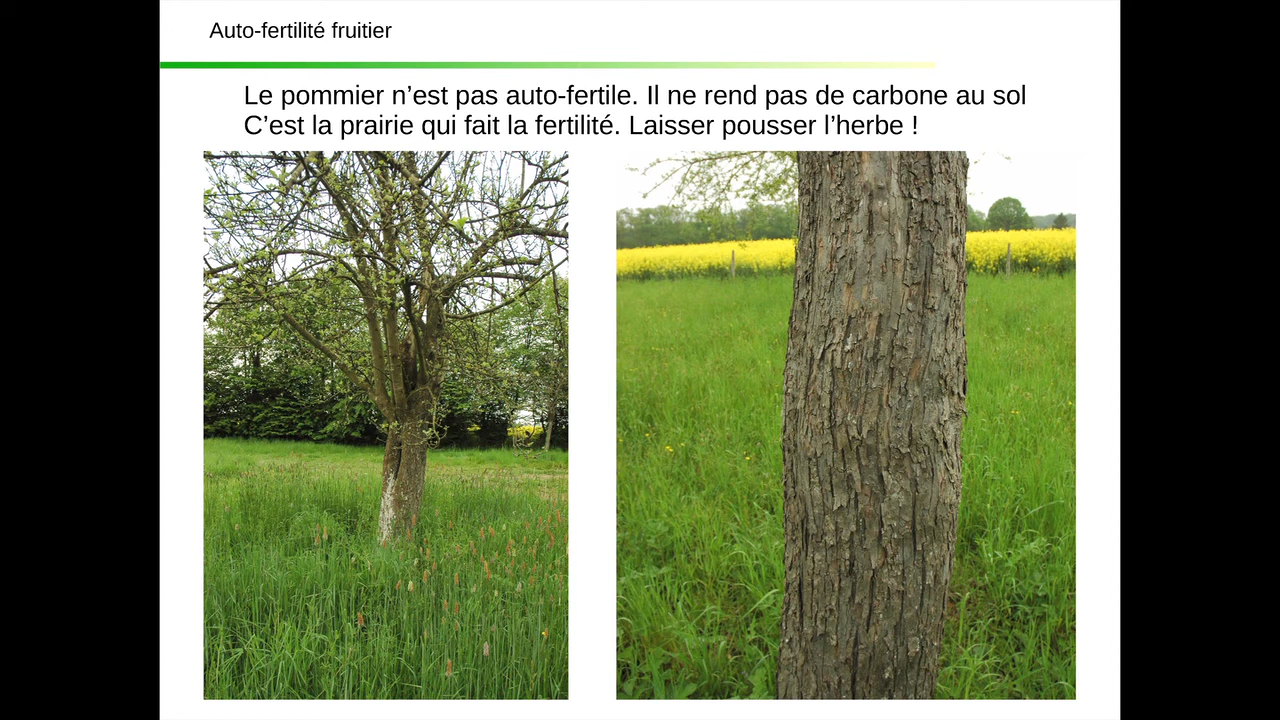 Auto-fertilité fruitier
Le pommier n’est pas auto-fertile. Il ne rend pas de carbone au sol
C’est la prairie qui fait la fertilité. Laisser pousser l’herbe !